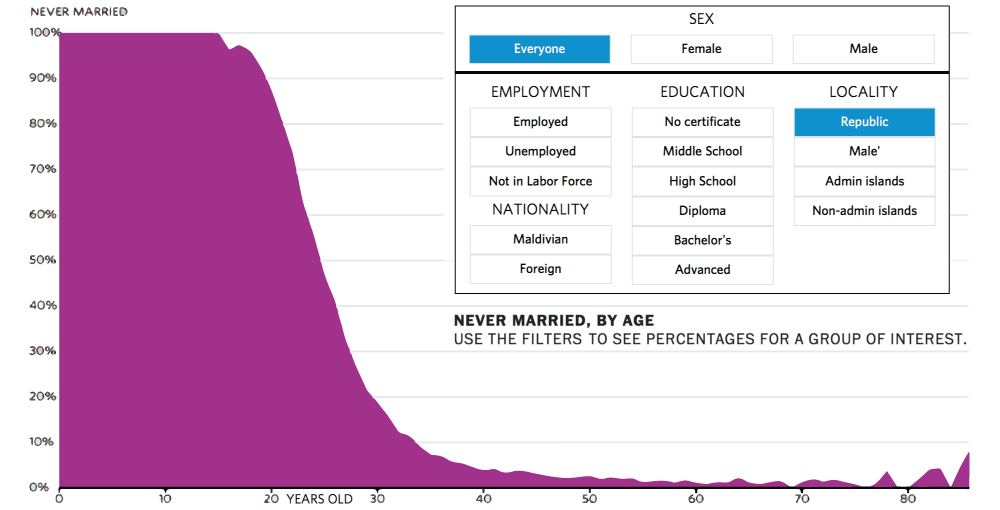 NEVER MARRIED
100%
90%
80%
70%
60%
50%
40%
30%
20%
10%
0%
0 10 20 YEARS OLD 30 40 50 60 70 80
SEX
Everyone Female Male
EMPLOYMENT
Employed
Unemployed
Not in Labor Force
NATIONALITY
Maldivian
Foreign
EDUCATION
No certificate
Middle School
High School
Diploma
Bachelor's
Advanced
LOCALITY
Republic
Male'
Admin islands
Non-admin islands
NEVER MARRIED, BY AGE
USE THE FILTERS TO SEE PERCENTAGES FOR A GROUP OF INTEREST.